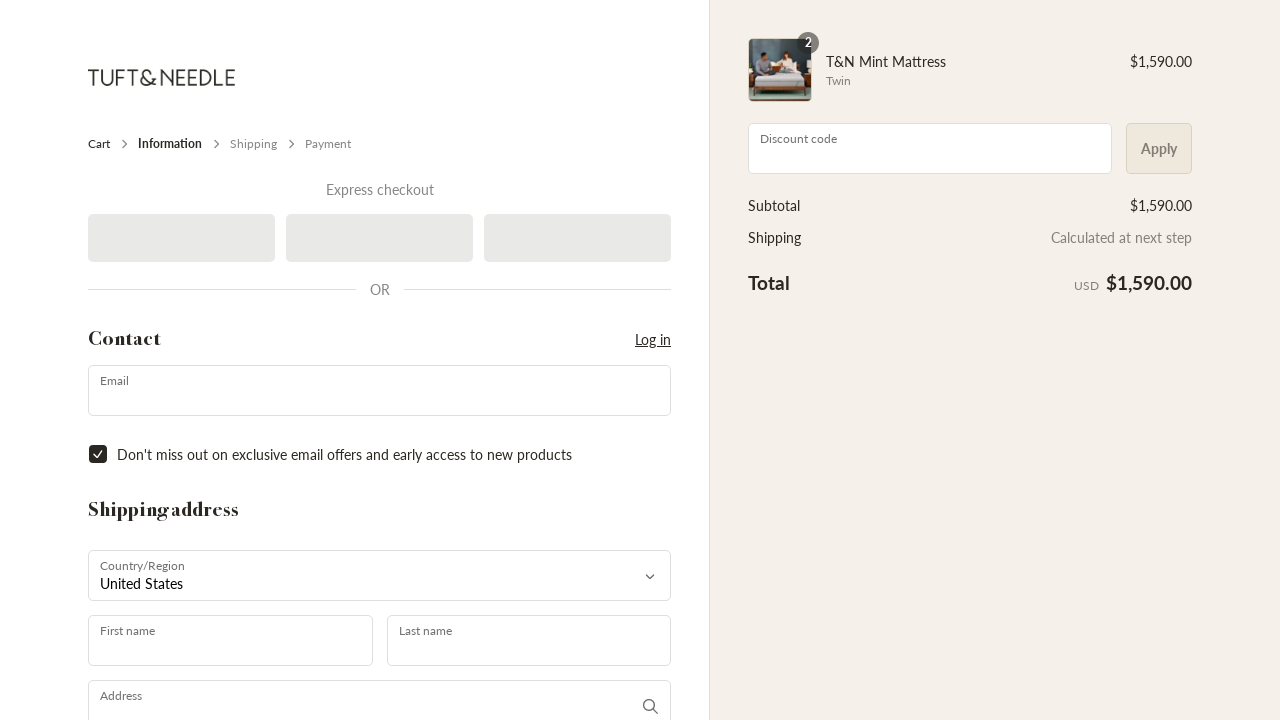 TUFT & NEEDLE
Cart
Information
Shipping
Payment
Express checkout
OR
Contact
Log in
Email
Don't miss out on exclusive email offers and early access to new products
Shipping address
Country/Region
United States
First name
Last name
Address
2
T&N Mint Mattress
$1,590.00
Twin
Discount code
Apply
Subtotal
$1,590.00
Shipping
Calculated at next step
Total
USD $1,590.00